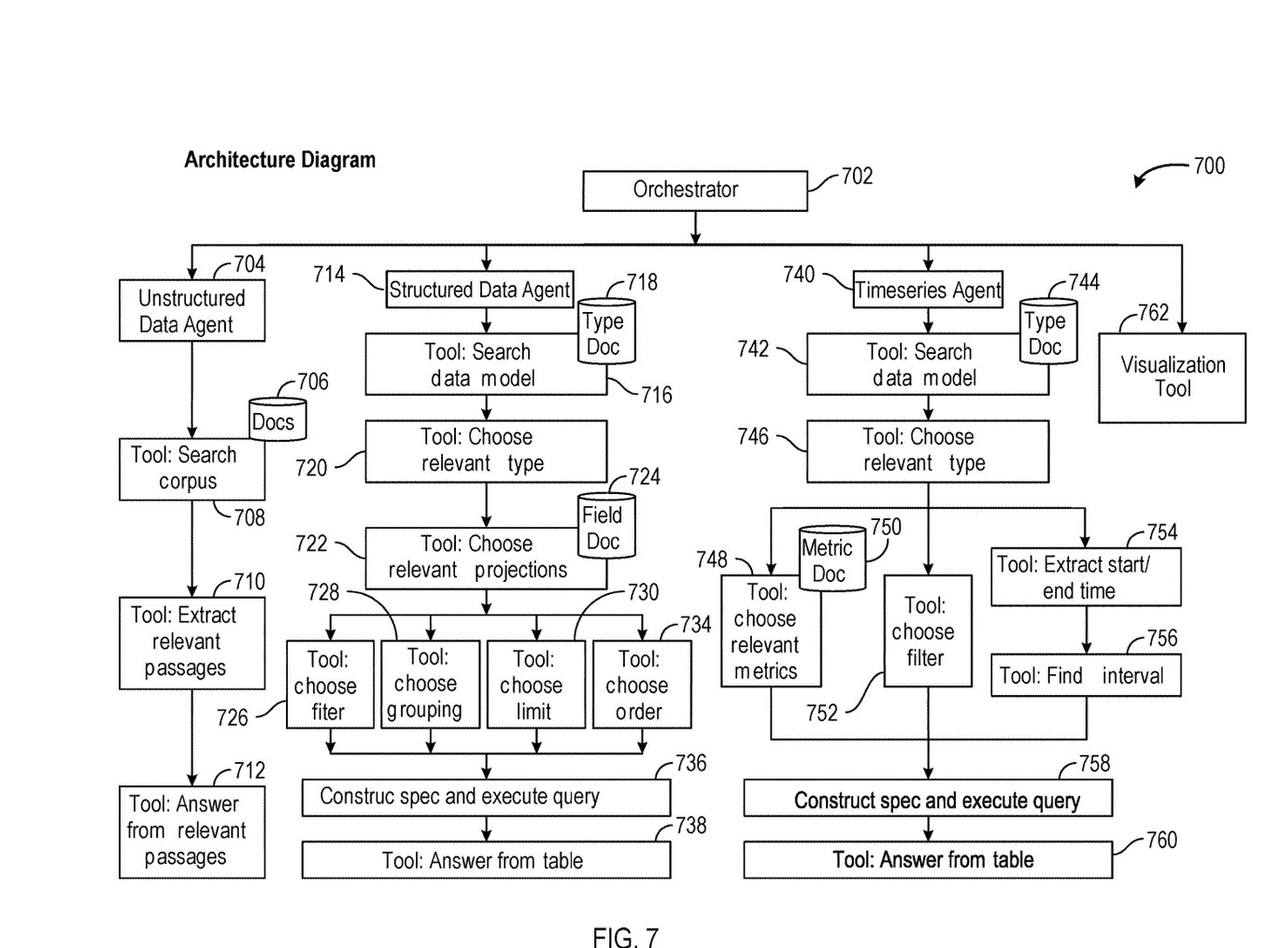 Architecture Diagram
700
Orchestrator
702
704
Unstructured
Data Agent
706
Docs
Tool: Search
corpus
708
710
Tool: Extract
relevant
passages
712
Tool: Answer
from relevant
passages
714
Structured Data Agent
718
Type
Doc
Tool: Search
data model
716
Tool: Choose
relevant type
720
724
Field
Doc
722
Tool: Choose
relevant projections
728
730
734
Tool:
choose
fiter
726
Tool:
choose
grouping
Tool:
choose
limit
Tool:
choose
order
736
Construc spec and execute query
738
Tool: Answer from table
740
Timeseries Agent
744
Type
Doc
742
Tool: Search
data model
746
Tool: Choose
relevant type
748
750
Metric
Doc
Tool:
choose
relevant
metrics
Tool:
choose
filter
752
754
Tool: Extract start/
end time
756
Tool: Find interval
758
Construct spec and execute query
760
Tool: Answer from table
762
Visualization
Tool
FIG. 7